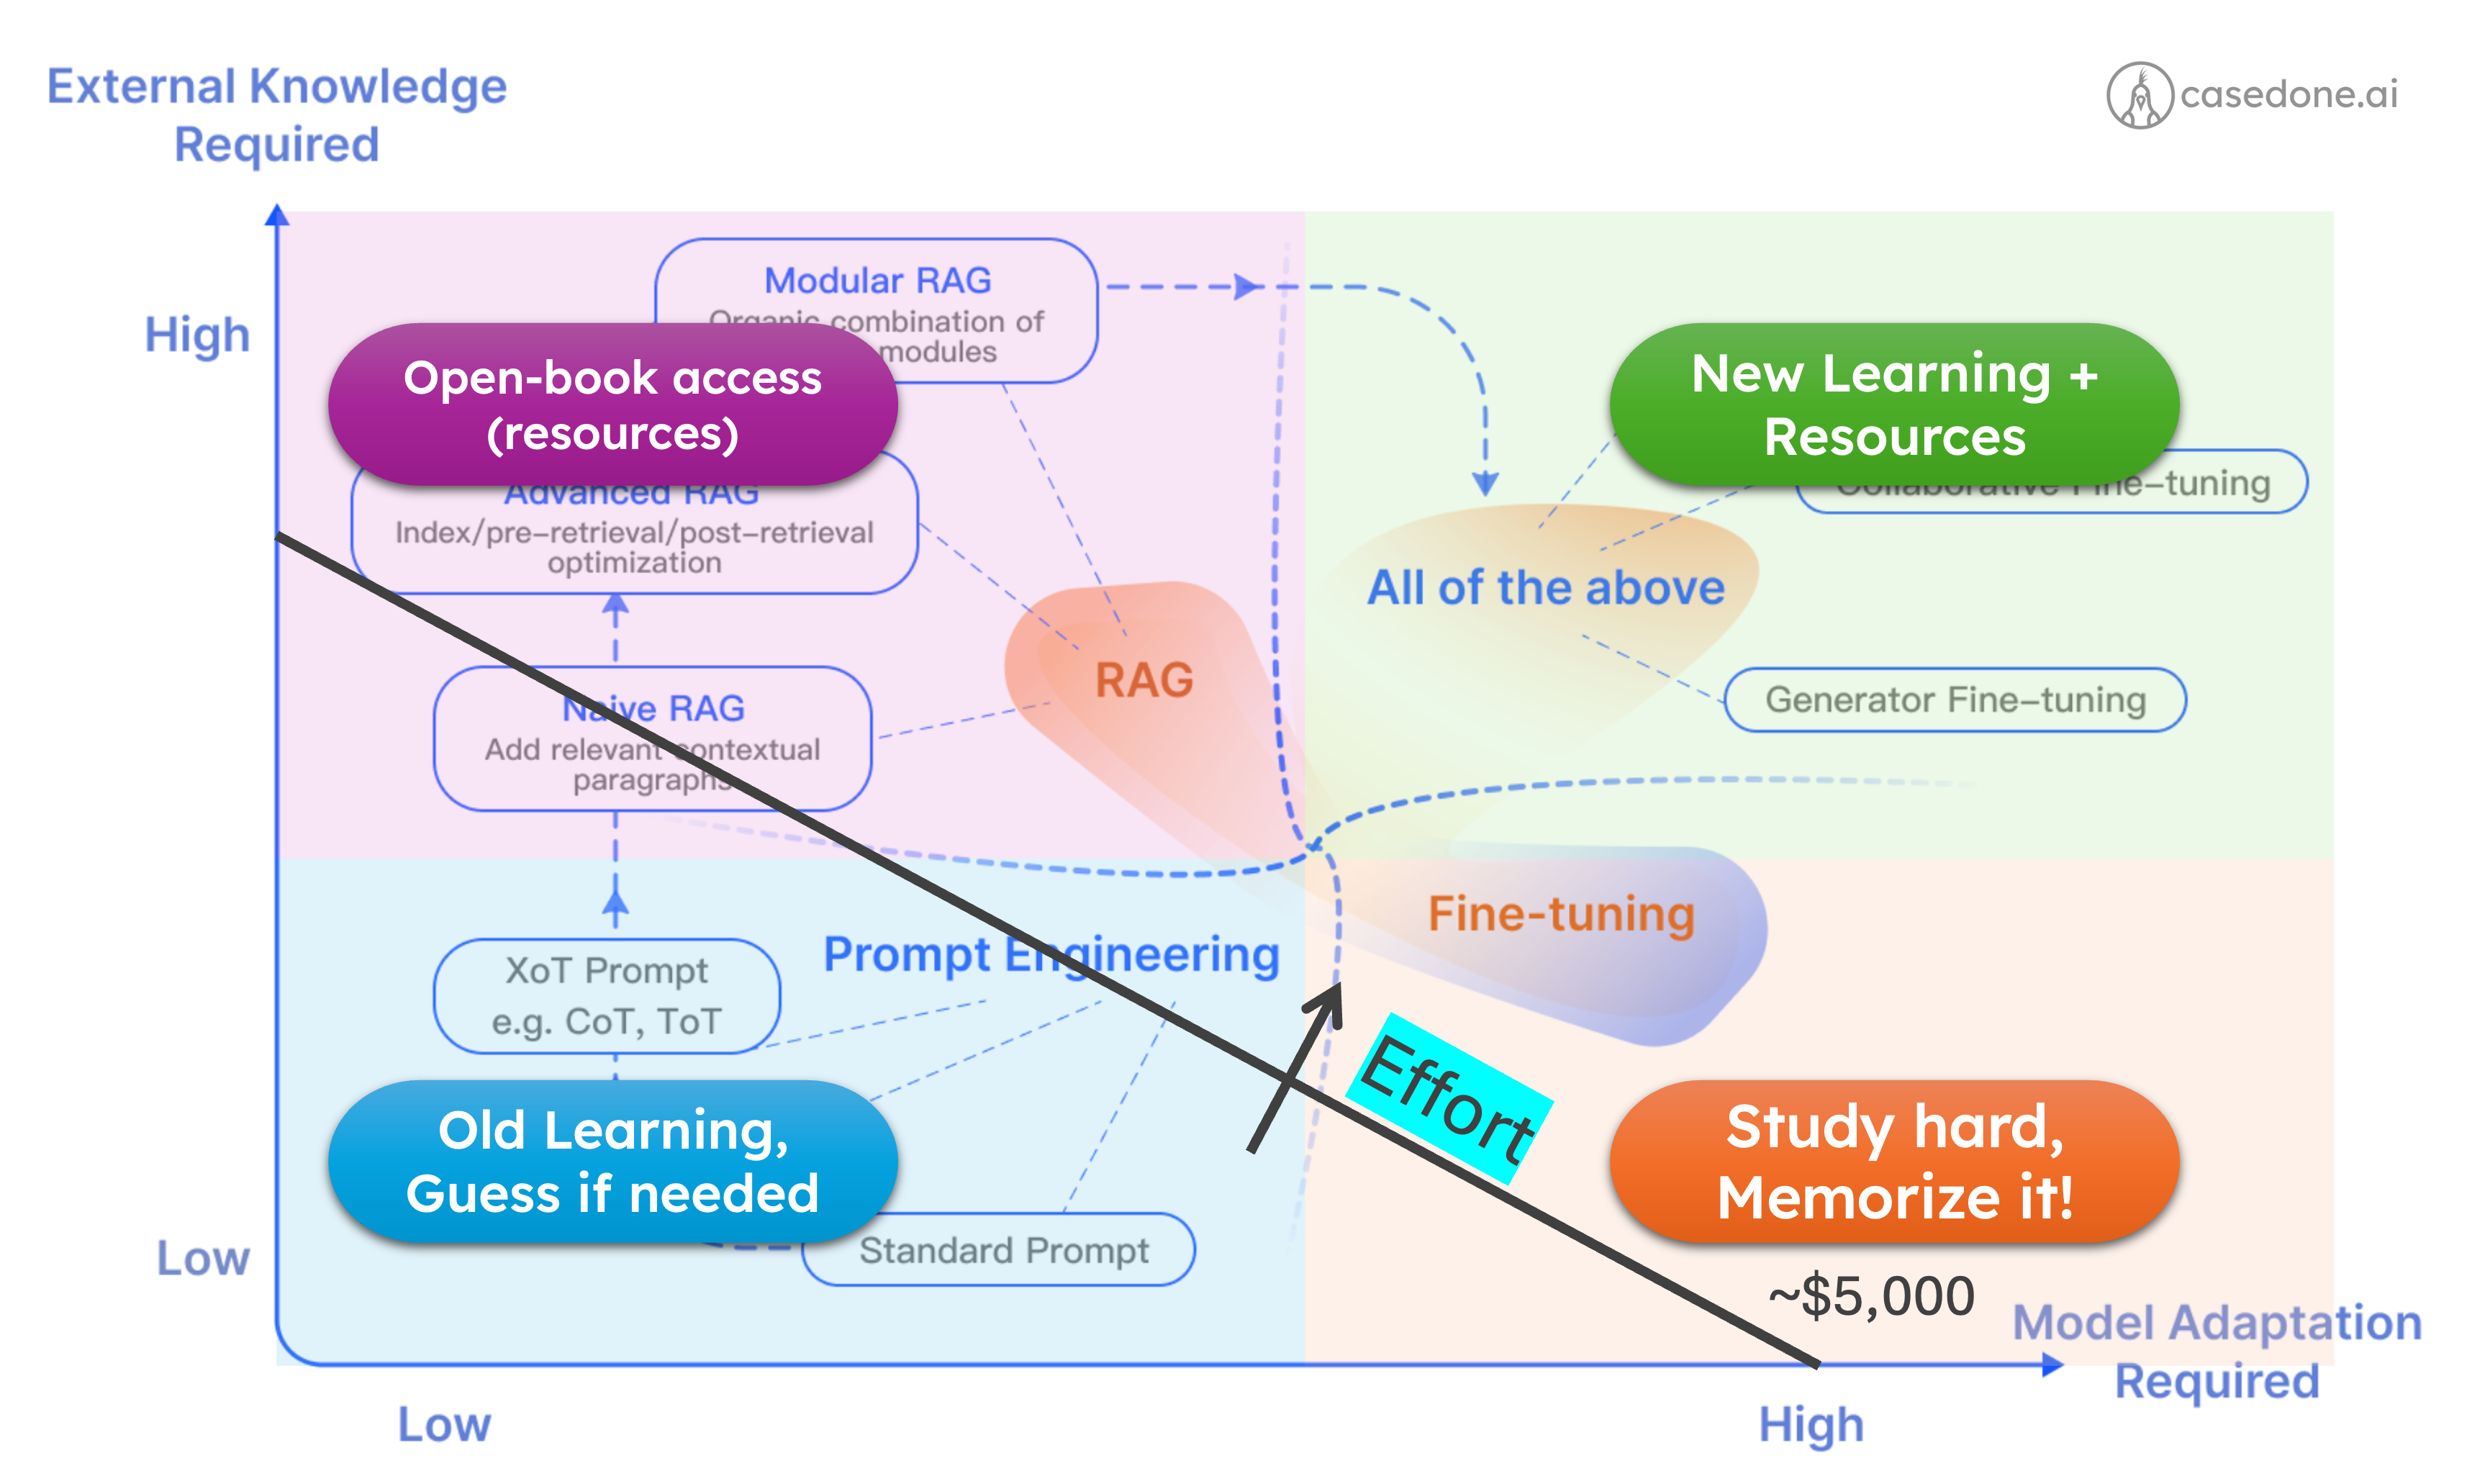 External Knowledge
Required
casedone.ai
High
Modular RAG
Organic combination of
modules
Open-book access
(resources)
New Learning +
Resources
Advanced RAG
Index/pre-retrieval/post-retrieval
optimization
Collaborative Fine-tuning
All of the above
RAG
Generator Fine-tuning
Naive RAG
Add relevant contextual
paragraphs
Fine-tuning
Prompt Engineering
XoT Prompt
e.g. CoT, ToT
Effort
Old Learning,
Guess if needed
Study hard,
Memorize it!
Standard Prompt
Low
~$5,000
Model Adaptation
Required
Low
High